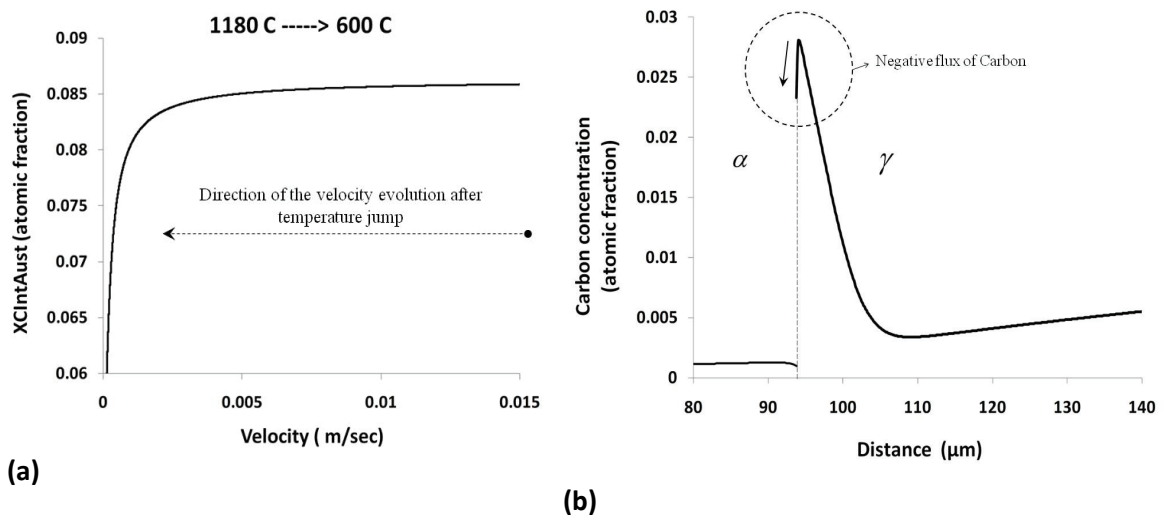 1180 C -----> 600 C
XCIntAust (atomic fraction)
0.09
0.085
0.08
0.075
0.07
0.065
0.06
Direction of the velocity evolution after
temperature jump
0
0.005
0.01
0.015
Velocity ( m/sec)
(a)
Carbon concentration
(atomic fraction)
0.03
0.025
0.02
0.015
0.01
0.005
0
Negative flux of Carbon
α
γ
80
90
100
110
120
130
140
Distance (µm)
(b)